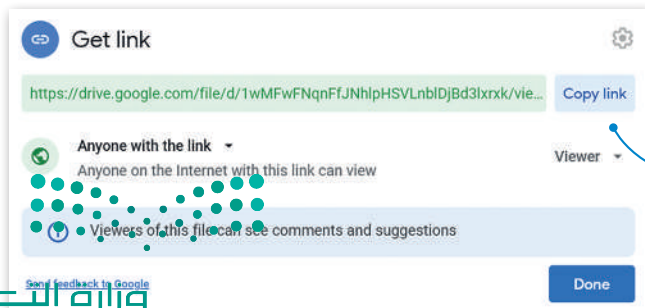 Get link
https://drive.google.com/file/d/1wMFwFNqnFfJNhlpHSVLnblDjBd3lxrxk/vie...
Copy link
Anyone with the link
Anyone on the Internet with this link can view
Viewer
Viewers of this file can see comments and suggestions
Send feedback to Google
Done
وزارة